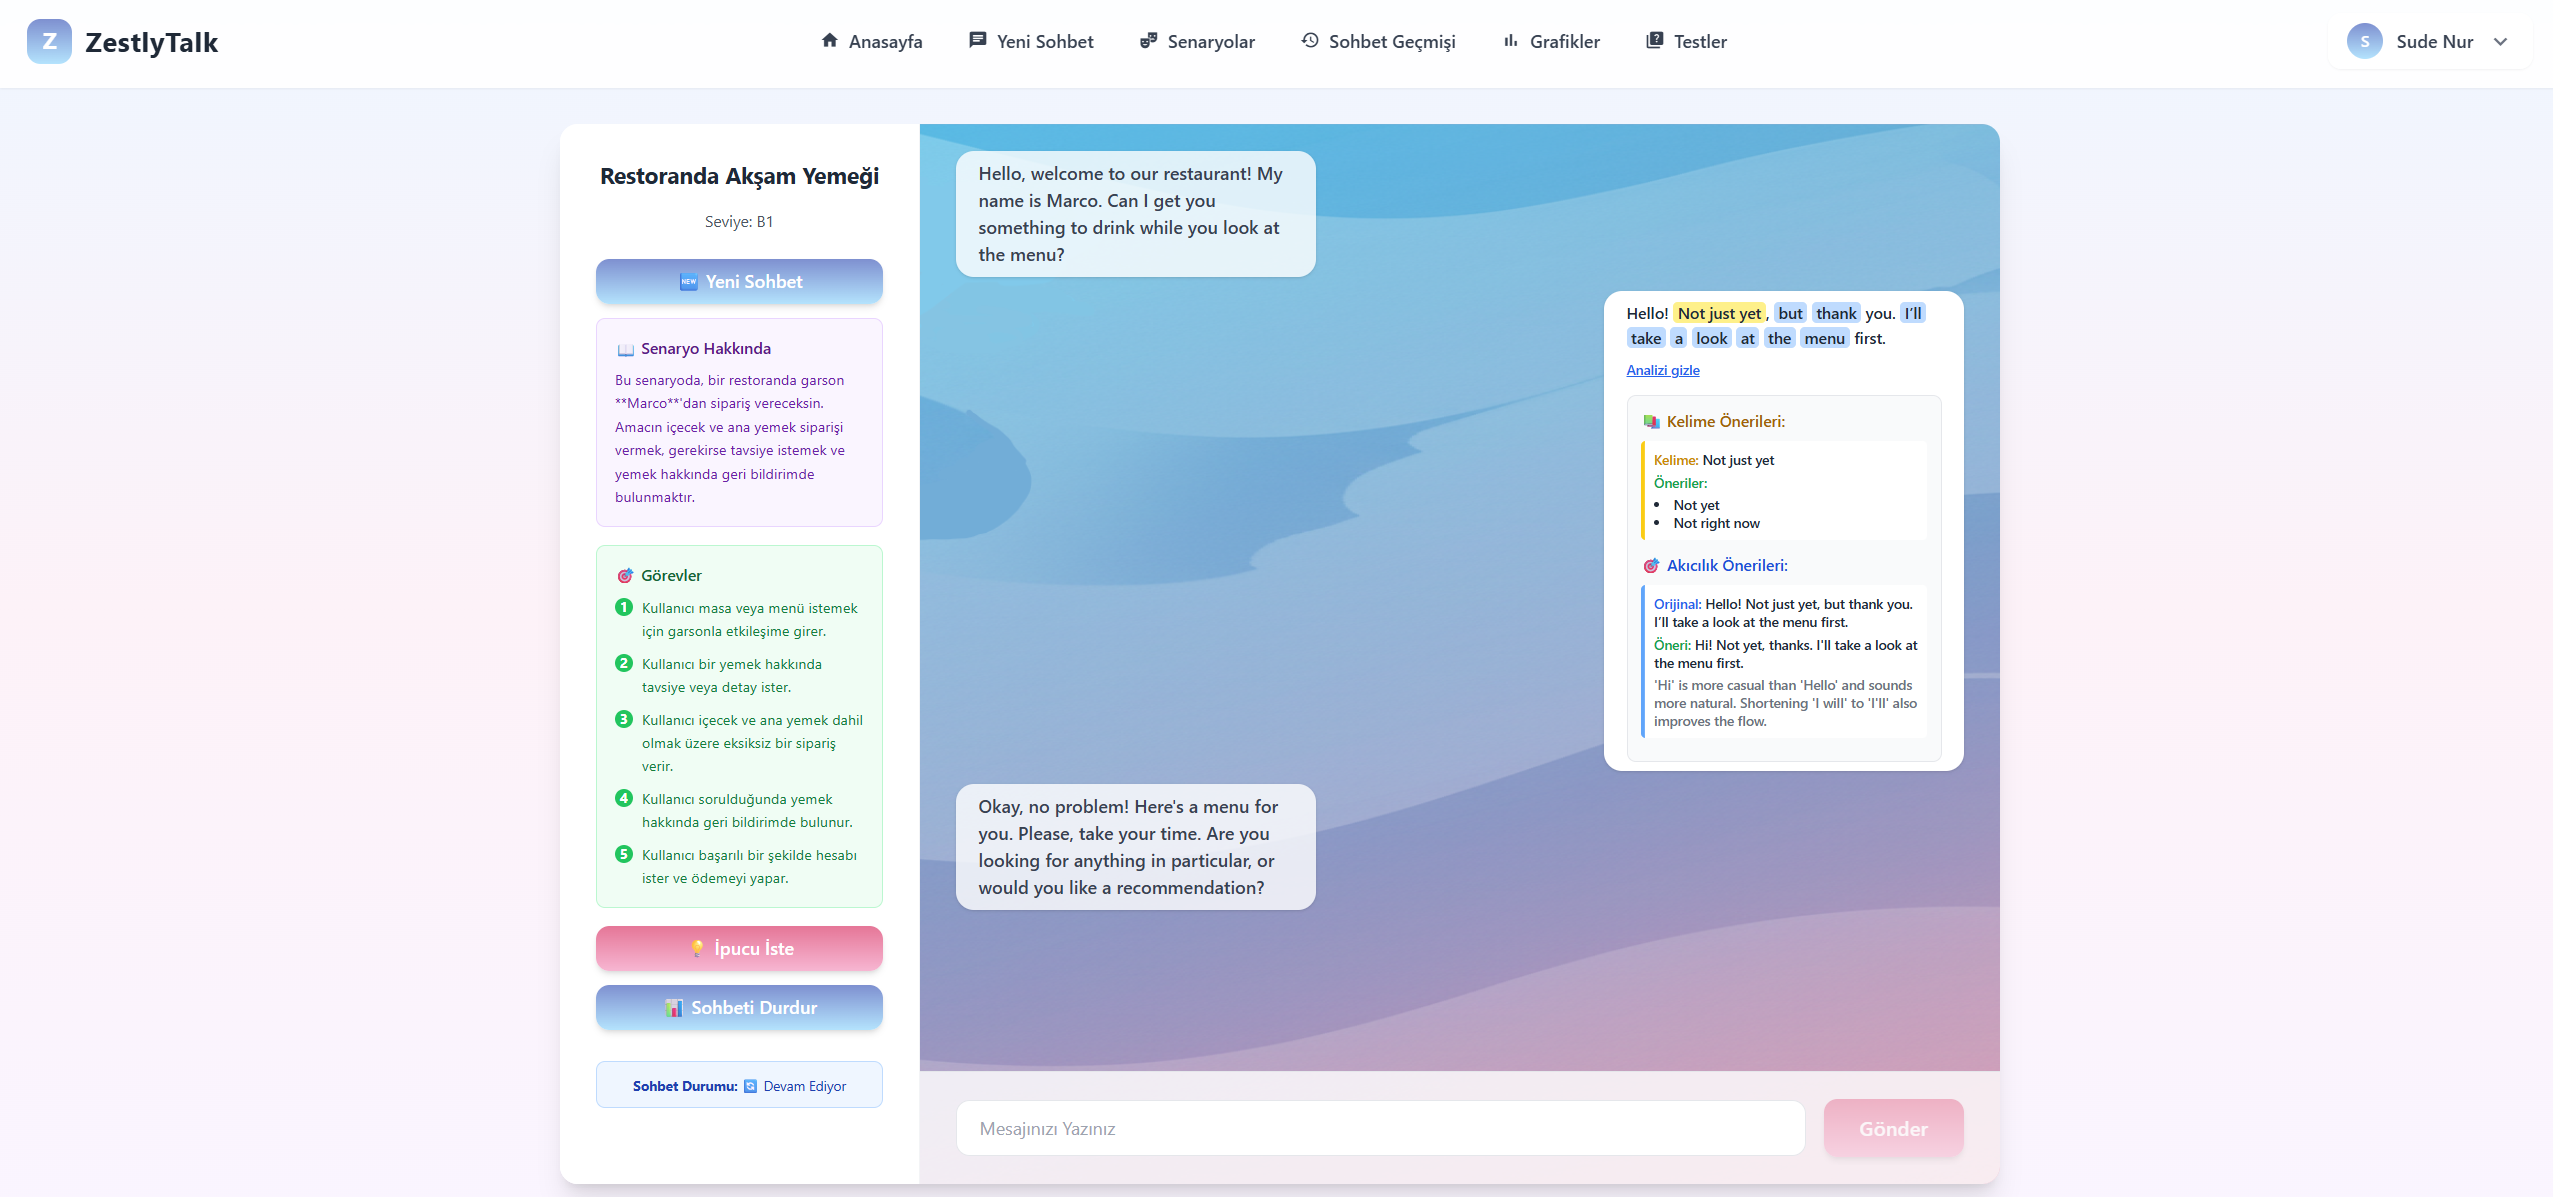 Z ZestlyTalk
Anasayfa Yeni Sohbet Senaryolar Sohbet Geçmişi Grafikler Testler
S Sude Nur
Restoranda Akşam Yemeği
Seviye: B1
NEW Yeni Sohbet
Senaryo Hakkında
Bu senaryoda, bir restoranda garson
**Marco**'dan sipariş vereceksin.
Amacın içecek ve ana yemek siparişi
vermek, gerekirse tavsiye istemek ve
yemek hakkında geri bildirimde
bulunmaktır.
Görevler
1 Kullanıcı masa veya menü istemek
için garsonla etkileşime girer.
2 Kullanıcı bir yemek hakkında
tavsiye veya detay ister.
3 Kullanıcı içecek ve ana yemek dahil
olmak üzere eksiksiz bir sipariş
verir.
4 Kullanıcı sorulduğunda yemek
hakkında geri bildirimde bulunur.
5 Kullanıcı başarılı bir şekilde hesabı
ister ve ödemeyi yapar.
İpucu İste
Sohbeti Durdur
Sohbet Durumu: Devam Ediyor
Hello, welcome to our restaurant! My
name is Marco. Can I get you
something to drink while you look at
the menu?
Hello! Not just yet, but thank you. I’ll
take a look at the menu first.
Analizi gizle
Kelime Önerileri:
Kelime: Not just yet
Öneriler:
• Not yet
• Not right now
Akıcılık Önerileri:
Orijinal: Hello! Not just yet, but thank you.
I’ll take a look at the menu first.
Öneri: Hi! Not yet, thanks. I'll take a look at
the menu first.
'Hi' is more casual than 'Hello' and sounds
more natural. Shortening 'I will' to 'I'll' also
improves the flow.
Okay, no problem! Here's a menu for
you. Please, take your time. Are you
looking for anything in particular, or
would you like a recommendation?
Mesajınızı Yazınız
Gönder